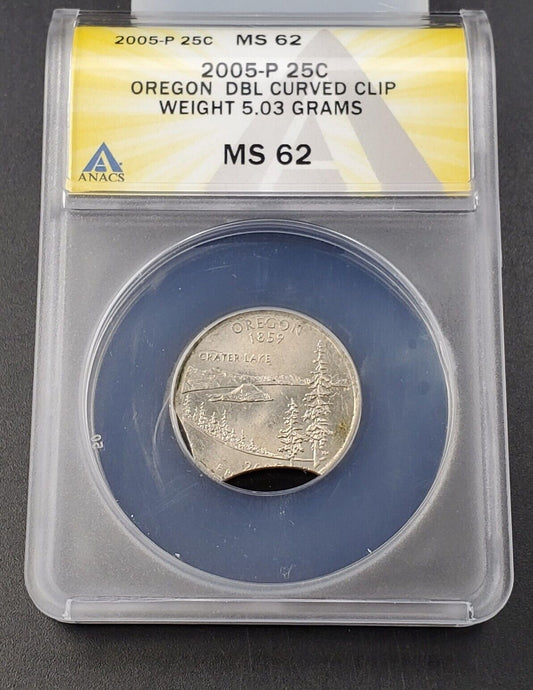 2005-P 25C MS 62
2005-P 25C
OREGON DBL CURVED CLIP
WEIGHT 5.03 GRAMS
MS 62
ANACS
OREGON
1859
CRATER LAKE